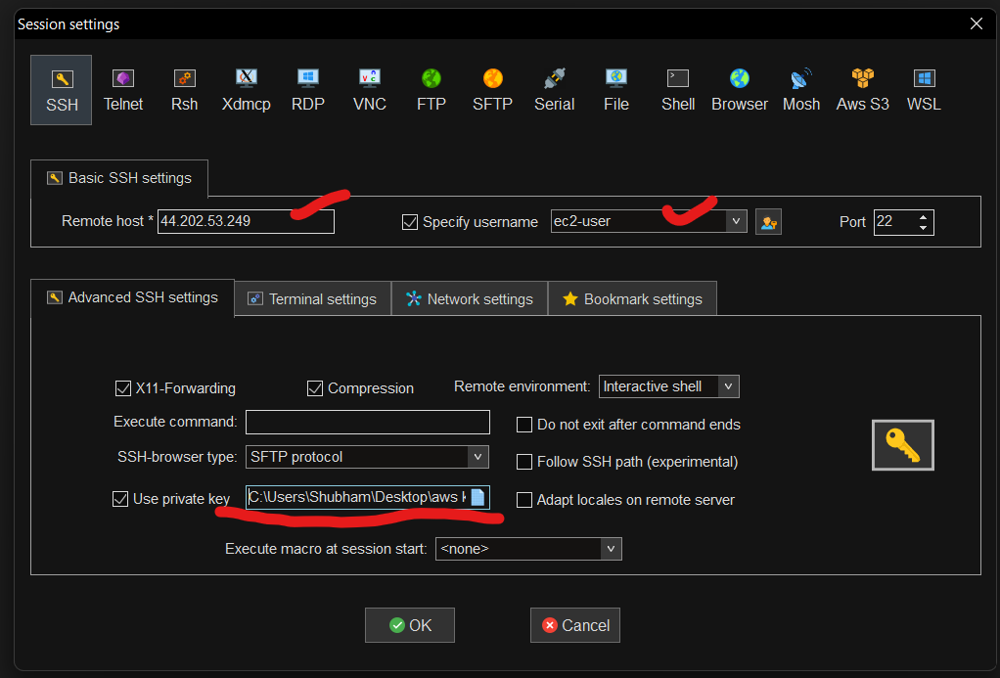 Session settings
SSH Telnet Rsh Xdmcp RDP VNC FTP SFTP Serial File Shell Browser Mosh Aws S3 WSL
Basic SSH settings
Remote host * 44.202.53.249 Specify username ec2-user Port 22
Advanced SSH settings Terminal settings Network settings Bookmark settings
X11-Forwarding Compression Remote environment: Interactive shell
Execute command: Do not exit after command ends
SSH-browser type: SFTP protocol Follow SSH path (experimental)
Use private key C:\Users\Shubham\Desktop\aws Adapt locales on remote server
Execute macro at session start: <none>
OK Cancel